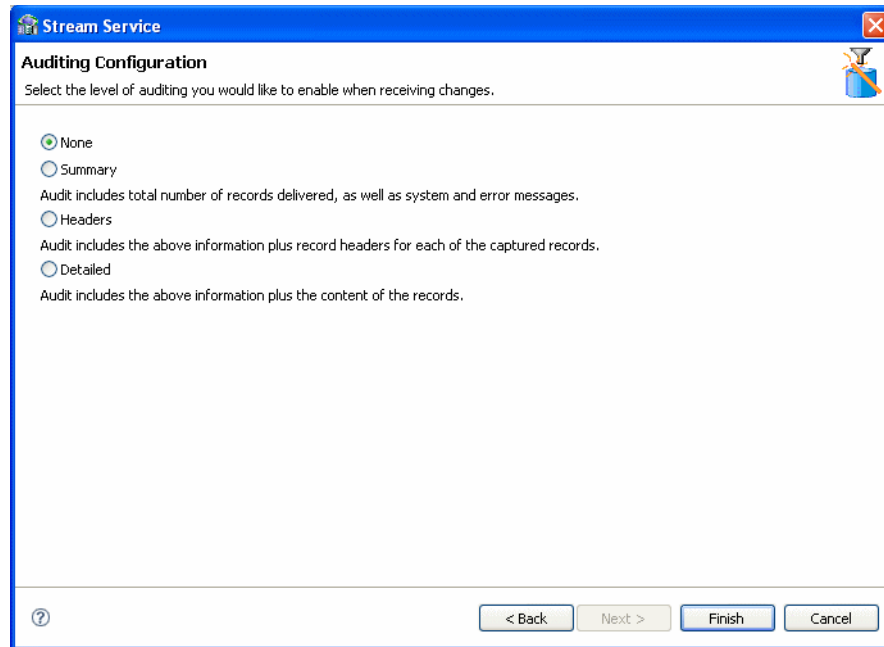 Stream Service
Auditing Configuration
Select the level of auditing you would like to enable when receiving changes.
None
Summary
Audit includes total number of records delivered, as well as system and error messages.
Headers
Audit includes the above information plus record headers for each of the captured records.
Detailed
Audit includes the above information plus the content of the records.
? < Back Next > Finish Cancel